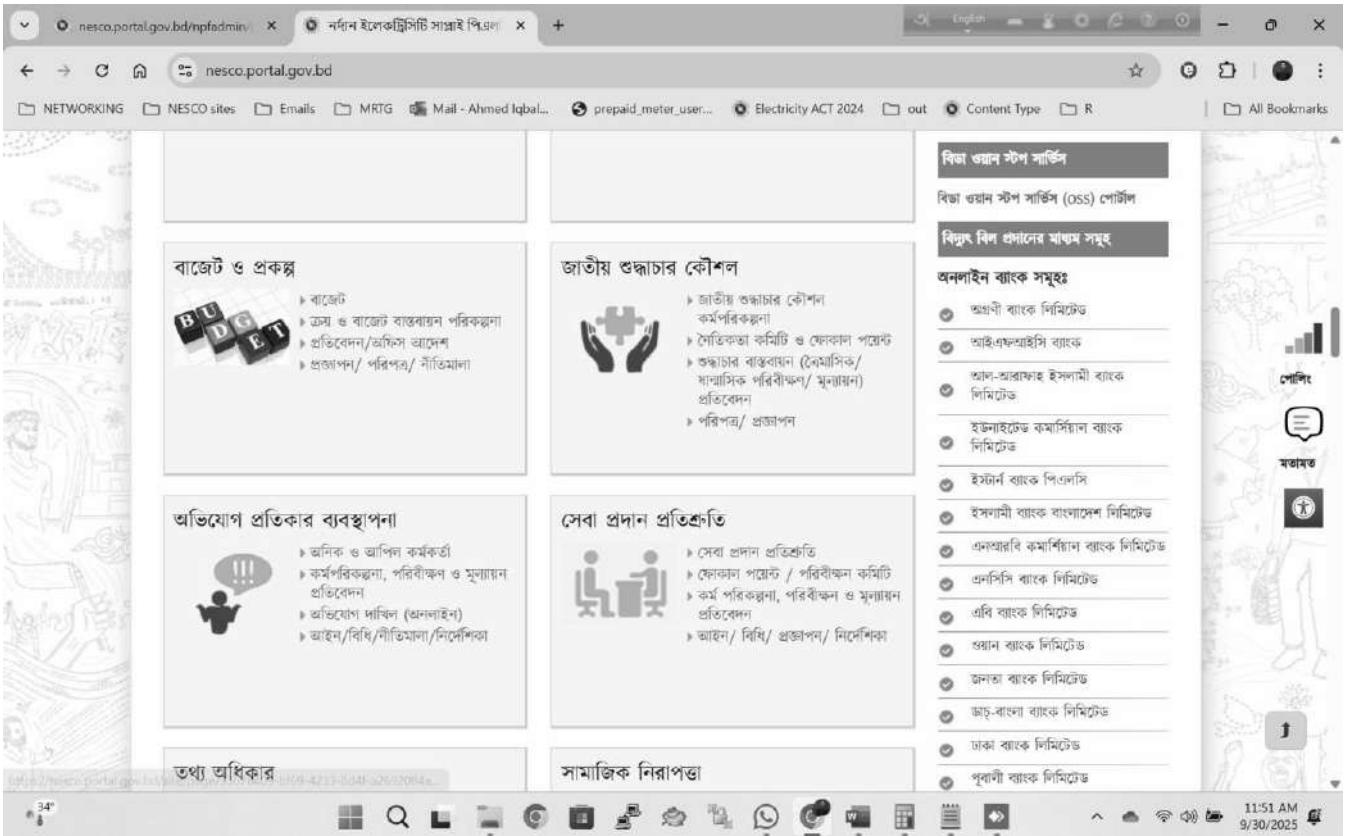 nesco.portal.gov.bd/npfadmin/
নর্দান ইলেকট্রিসিটি সাপ্লাই পিএল
English
nesco.portal.gov.bd
NETWORKING
NESCO sites
Emails
MRTG
Mail - Ahmed Iqbal...
prepaid_meter_user...
Electricity ACT 2024
out
Content Type
R
All Bookmarks
বাজেট ও প্রকল্প
BUDGET
বাজেট
ক্রয় ও বাজেট বাস্তবায়ন পরিকল্পনা
প্রতিবেদন/অফিস আদেশ
প্রজ্ঞাপন/ পরিপত্র/ নীতিমালা
জাতীয় শুদ্ধাচার কৌশল
জাতীয় শুদ্ধাচার কৌশল
কর্মপরিকল্পনা
নৈতিকতা কমিটি ও ফোকাল পয়েন্ট
শুদ্ধাচার বাস্তবায়ন (ত্রৈমাসিক/
ষান্মাসিক পরিবীক্ষণ/ মূল্যায়ন)
প্রতিবেদন
পরিপত্র/ প্রজ্ঞাপন
অভিযোগ প্রতিকার ব্যবস্থাপনা
অনিক ও আপিল কর্মকর্তা
কর্মপরিকল্পনা, পরিবীক্ষন ও মূল্যায়ন
প্রতিবেদন
অভিযোগ দাখিল (অনলাইন)
আইন/বিধি/নীতিমালা/নির্দেশিকা
সেবা প্রদান প্রতিশ্রুতি
সেবা প্রদান প্রতিশ্রুতি
ফোকাল পয়েন্ট / পরিবীক্ষন কমিটি
কর্ম পরিকল্পনা, পরিবীক্ষন ও মূল্যায়ন
প্রতিবেদন
আইন/ বিধি/ প্রজ্ঞাপন/ নির্দেশিকা
তথ্য অধিকার
সামাজিক নিরাপত্তা
বিডা ওয়ান স্টপ সার্ভিস
বিডা ওয়ান স্টপ সার্ভিস (OSS) পোর্টাল
বিদ্যুৎ বিল প্রদানের মাধ্যম সমূহ
অনলাইন ব্যাংক সমূহঃ
অগ্রণী ব্যাংক লিমিটেড
আইএফআইসি ব্যাংক
আল-আরাফাহ ইসলামী ব্যাংক
লিমিটেড
ইউনাইটেড কমার্সিয়াল ব্যাংক
লিমিটেড
ইস্টার্ন ব্যাংক পিএলসি
ইসলামী ব্যাংক বাংলাদেশ লিমিটেড
এনআরবি কমার্শিয়াল ব্যাংক লিমিটেড
এনসিসি ব্যাংক লিমিটেড
এবি ব্যাংক লিমিটেড
ওয়ান ব্যাংক লিমিটেড
জনতা ব্যাংক লিমিটেড
ডাচ্-বাংলা ব্যাংক লিমিটেড
ঢাকা ব্যাংক লিমিটেড
পূবালী ব্যাংক লিমিটেড
পোলিং
মতামত
34°
11:51 AM
9/30/2025